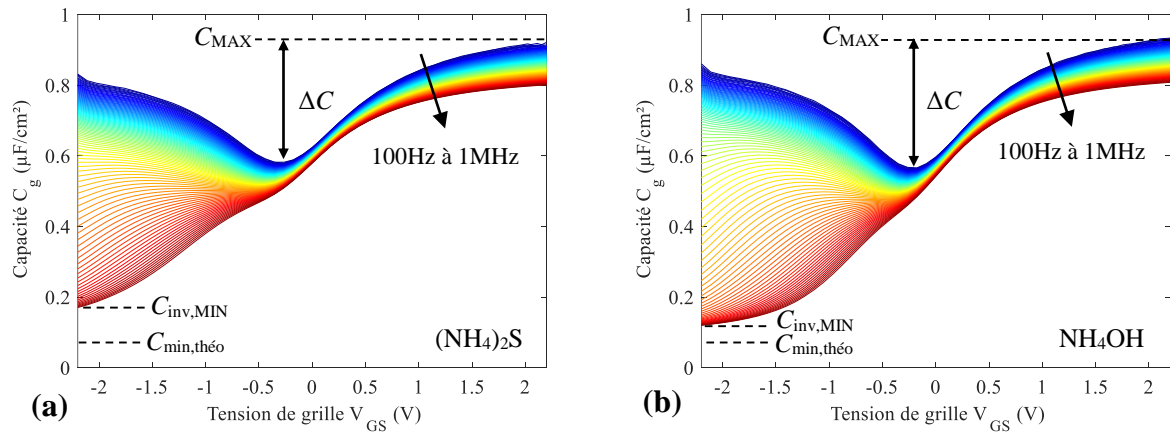 1
0.8
0.6
0.4
0.2
0
Capacité C_g (µF/cm²)
C_MAX
ΔC
100Hz à 1MHz
C_inv,MIN
C_min,théo
(NH₄)₂S
-2 -1.5 -1 -0.5 0 0.5 1 1.5 2
Tension de grille V_GS (V)
(a)
1
0.8
0.6
0.4
0.2
0
Capacité C_g (µF/cm²)
C_MAX
ΔC
100Hz à 1MHz
C_inv,MIN
C_min,théo
NH₄OH
-2 -1.5 -1 -0.5 0 0.5 1 1.5 2
Tension de grille V_GS (V)
(b)